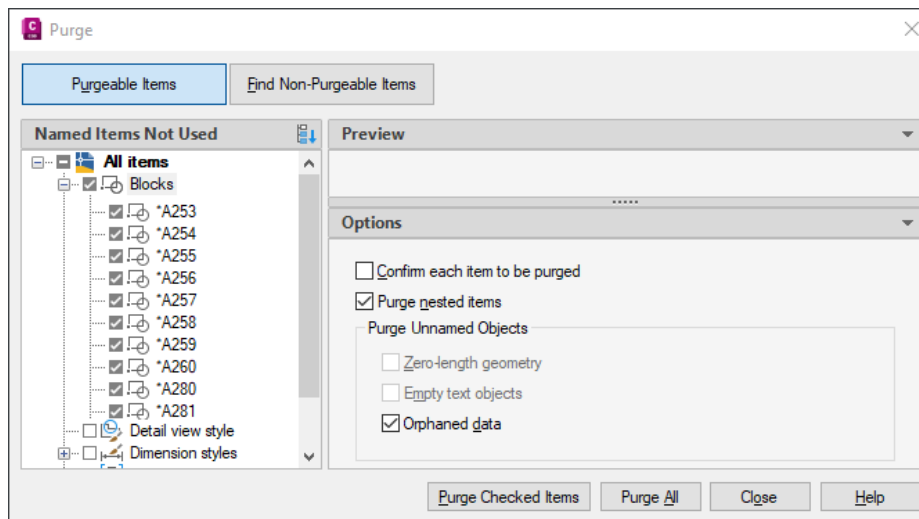 Purge
Purgeable Items
Find Non-Purgeable Items
Named Items Not Used
All items
Blocks
*A253
*A254
*A255
*A256
*A257
*A258
*A259
*A260
*A280
*A281
Detail view style
Dimension styles
Preview
Options
Confirm each item to be purged
Purge nested items
Purge Unnamed Objects
Zero-length geometry
Empty text objects
Orphaned data
Purge Checked Items
Purge All
Close
Help